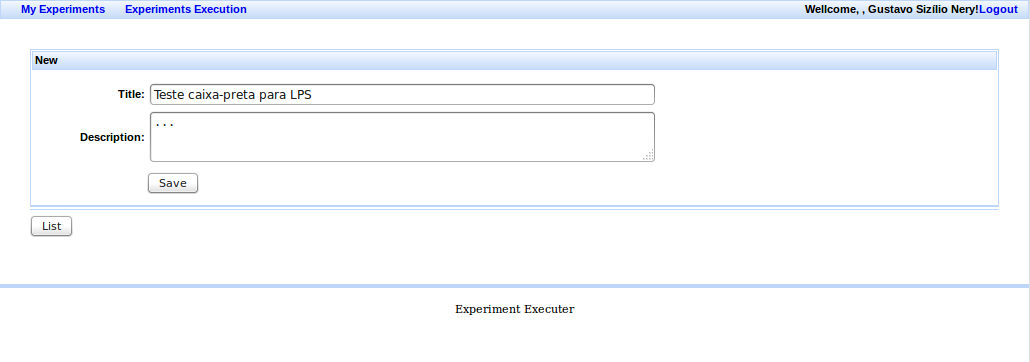 My Experiments Experiments Execution Wellcome, , Gustavo Sizílio Nery!Logout
New
Title: Teste caixa-preta para LPS
Description: ...
Save
List
Experiment Executer